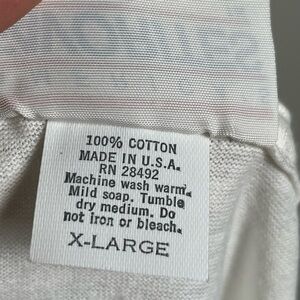 100% COTTON
MADE IN U.S.A.
RN 28492
Machine wash warm.
Mild soap. Tumble
dry medium. Do
not iron or bleach.
X-LARGE